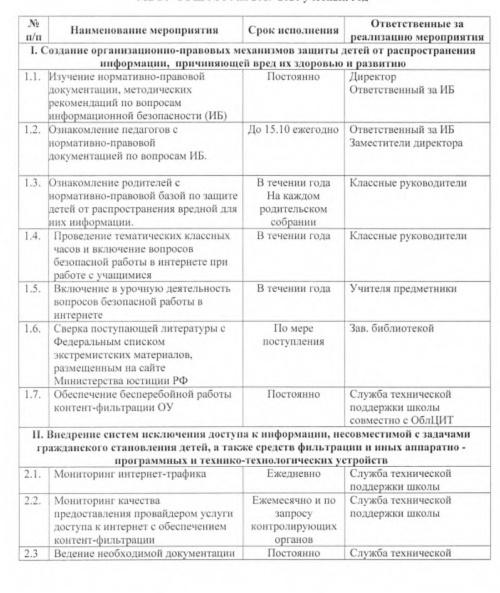 № Наименование мероприятия Срок исполнения Ответственные за
п/п реализацию мероприятия
I. Создание организационно-правовых механизмов защиты детей от распространения
информации, причиняющей вред их здоровью и развитию
1.1. Изучение нормативно-правовой Постоянно Директор
документации, методических Ответственный за ИБ
рекомендаций по вопросам
информационной безопасности (ИБ)
1.2. Ознакомление педагогов с До 15.10 ежегодно Ответственный за ИБ
нормативно-правовой Заместители директора
документацией по вопросам ИБ.
1.3. Ознакомление родителей с В течении года Классные руководители
нормативно-правовой базой по защите На каждом
детей от распространения вредной для родительском
них информации. собрании
1.4. Проведение тематических классных В течении года Классные руководители
часов и включение вопросов
безопасной работы в интернете при
работе с учащимися
1.5. Включение в урочную деятельность В течении года Учителя предметники
вопросов безопасной работы в
интернете
1.6. Сверка поступающей литературы с По мере Зав. библиотекой
Федеральным списком поступления
экстремистских материалов,
размещенным на сайте
Министерства юстиции РФ
1.7. Обеспечение бесперебойной работы Постоянно Служба технической
контент-фильтрации ОУ поддержки школы
совместно с ОблЦИТ
II. Внедрение систем исключения доступа к информации, несовместимой с задачами
гражданского становления детей, а также средств фильтрации и иных аппаратно -
программных и технико-технологических устройств
2.1. Мониторинг интернет-трафика Ежедневно Служба технической
поддержки школы
2.2. Мониторинг качества Ежемесячно и по Служба технической
предоставления провайдером услуги запросу поддержки школы
доступа к интернет с обеспечением контролирующих
контент-фильтрации органов
2.3 Ведение необходимой документации Постоянно Служба технической